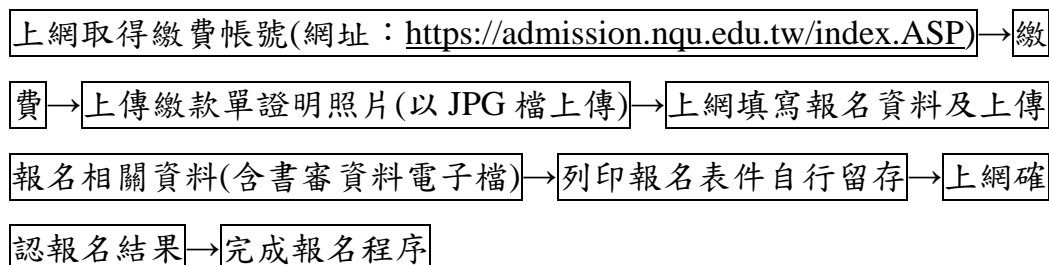 上網取得繳費帳號(網址：https://admission.nqu.edu.tw/index.ASP)→繳
費→上傳繳款單證明照片(以 JPG 檔上傳)→上網填寫報名資料及上傳
報名相關資料(含書審資料電子檔)→列印報名表件自行留存→上網確
認報名結果→完成報名程序